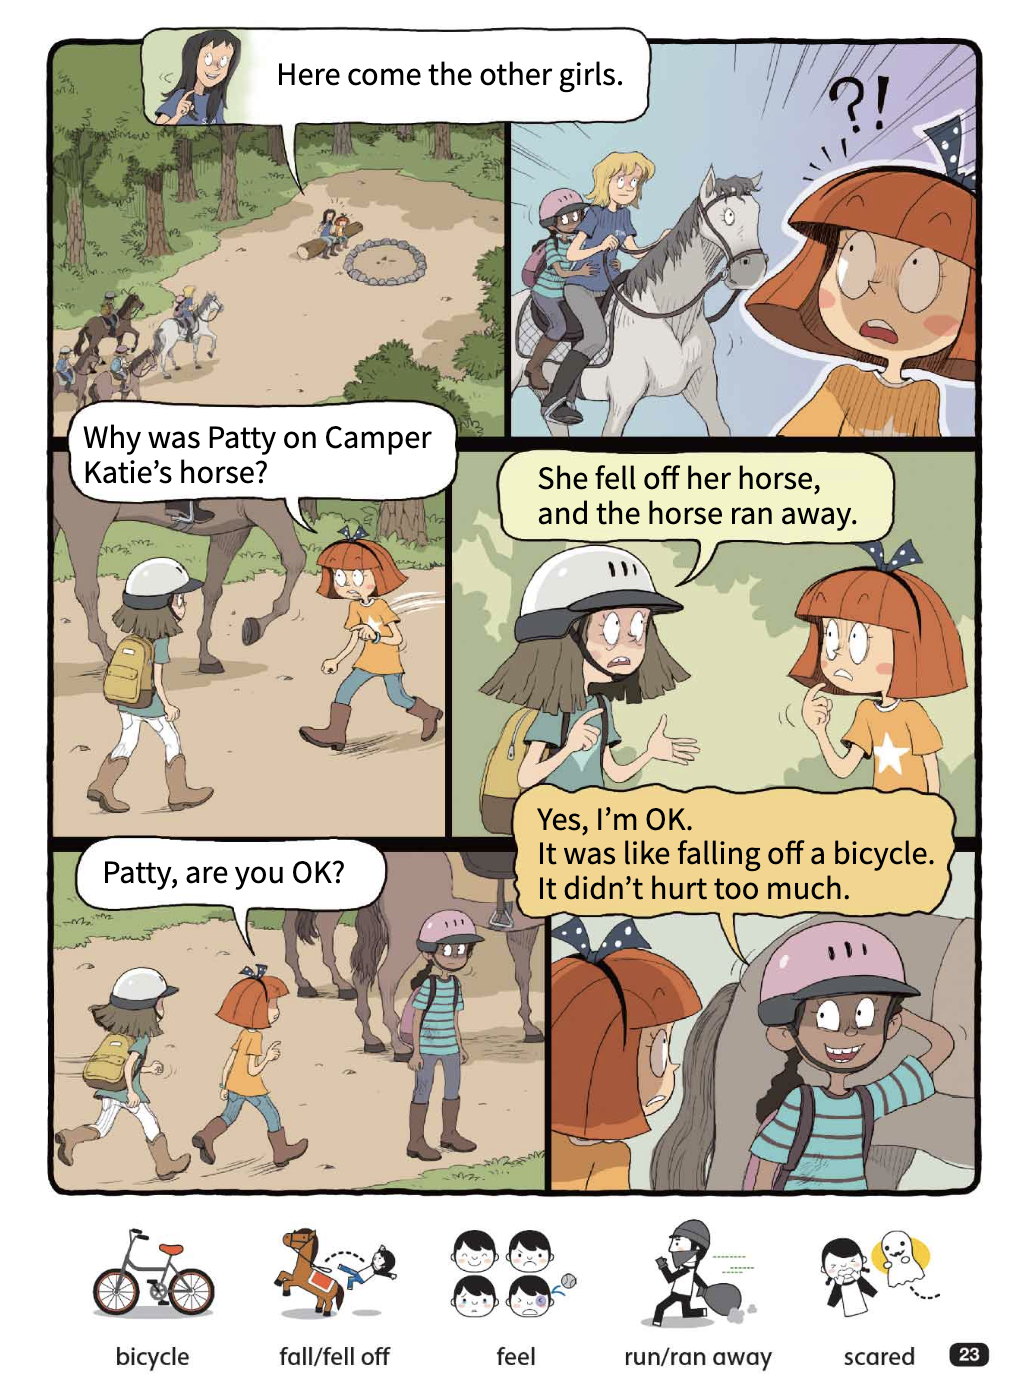 Here come the other girls.
?!
Why was Patty on Camper
Katie's horse?
She fell off her horse,
and the horse ran away.
Patty, are you OK?
Yes, I'm OK.
It was like falling off a bicycle.
It didn't hurt too much.
bicycle
fall/fell off
feel
run/ran away
scared
23